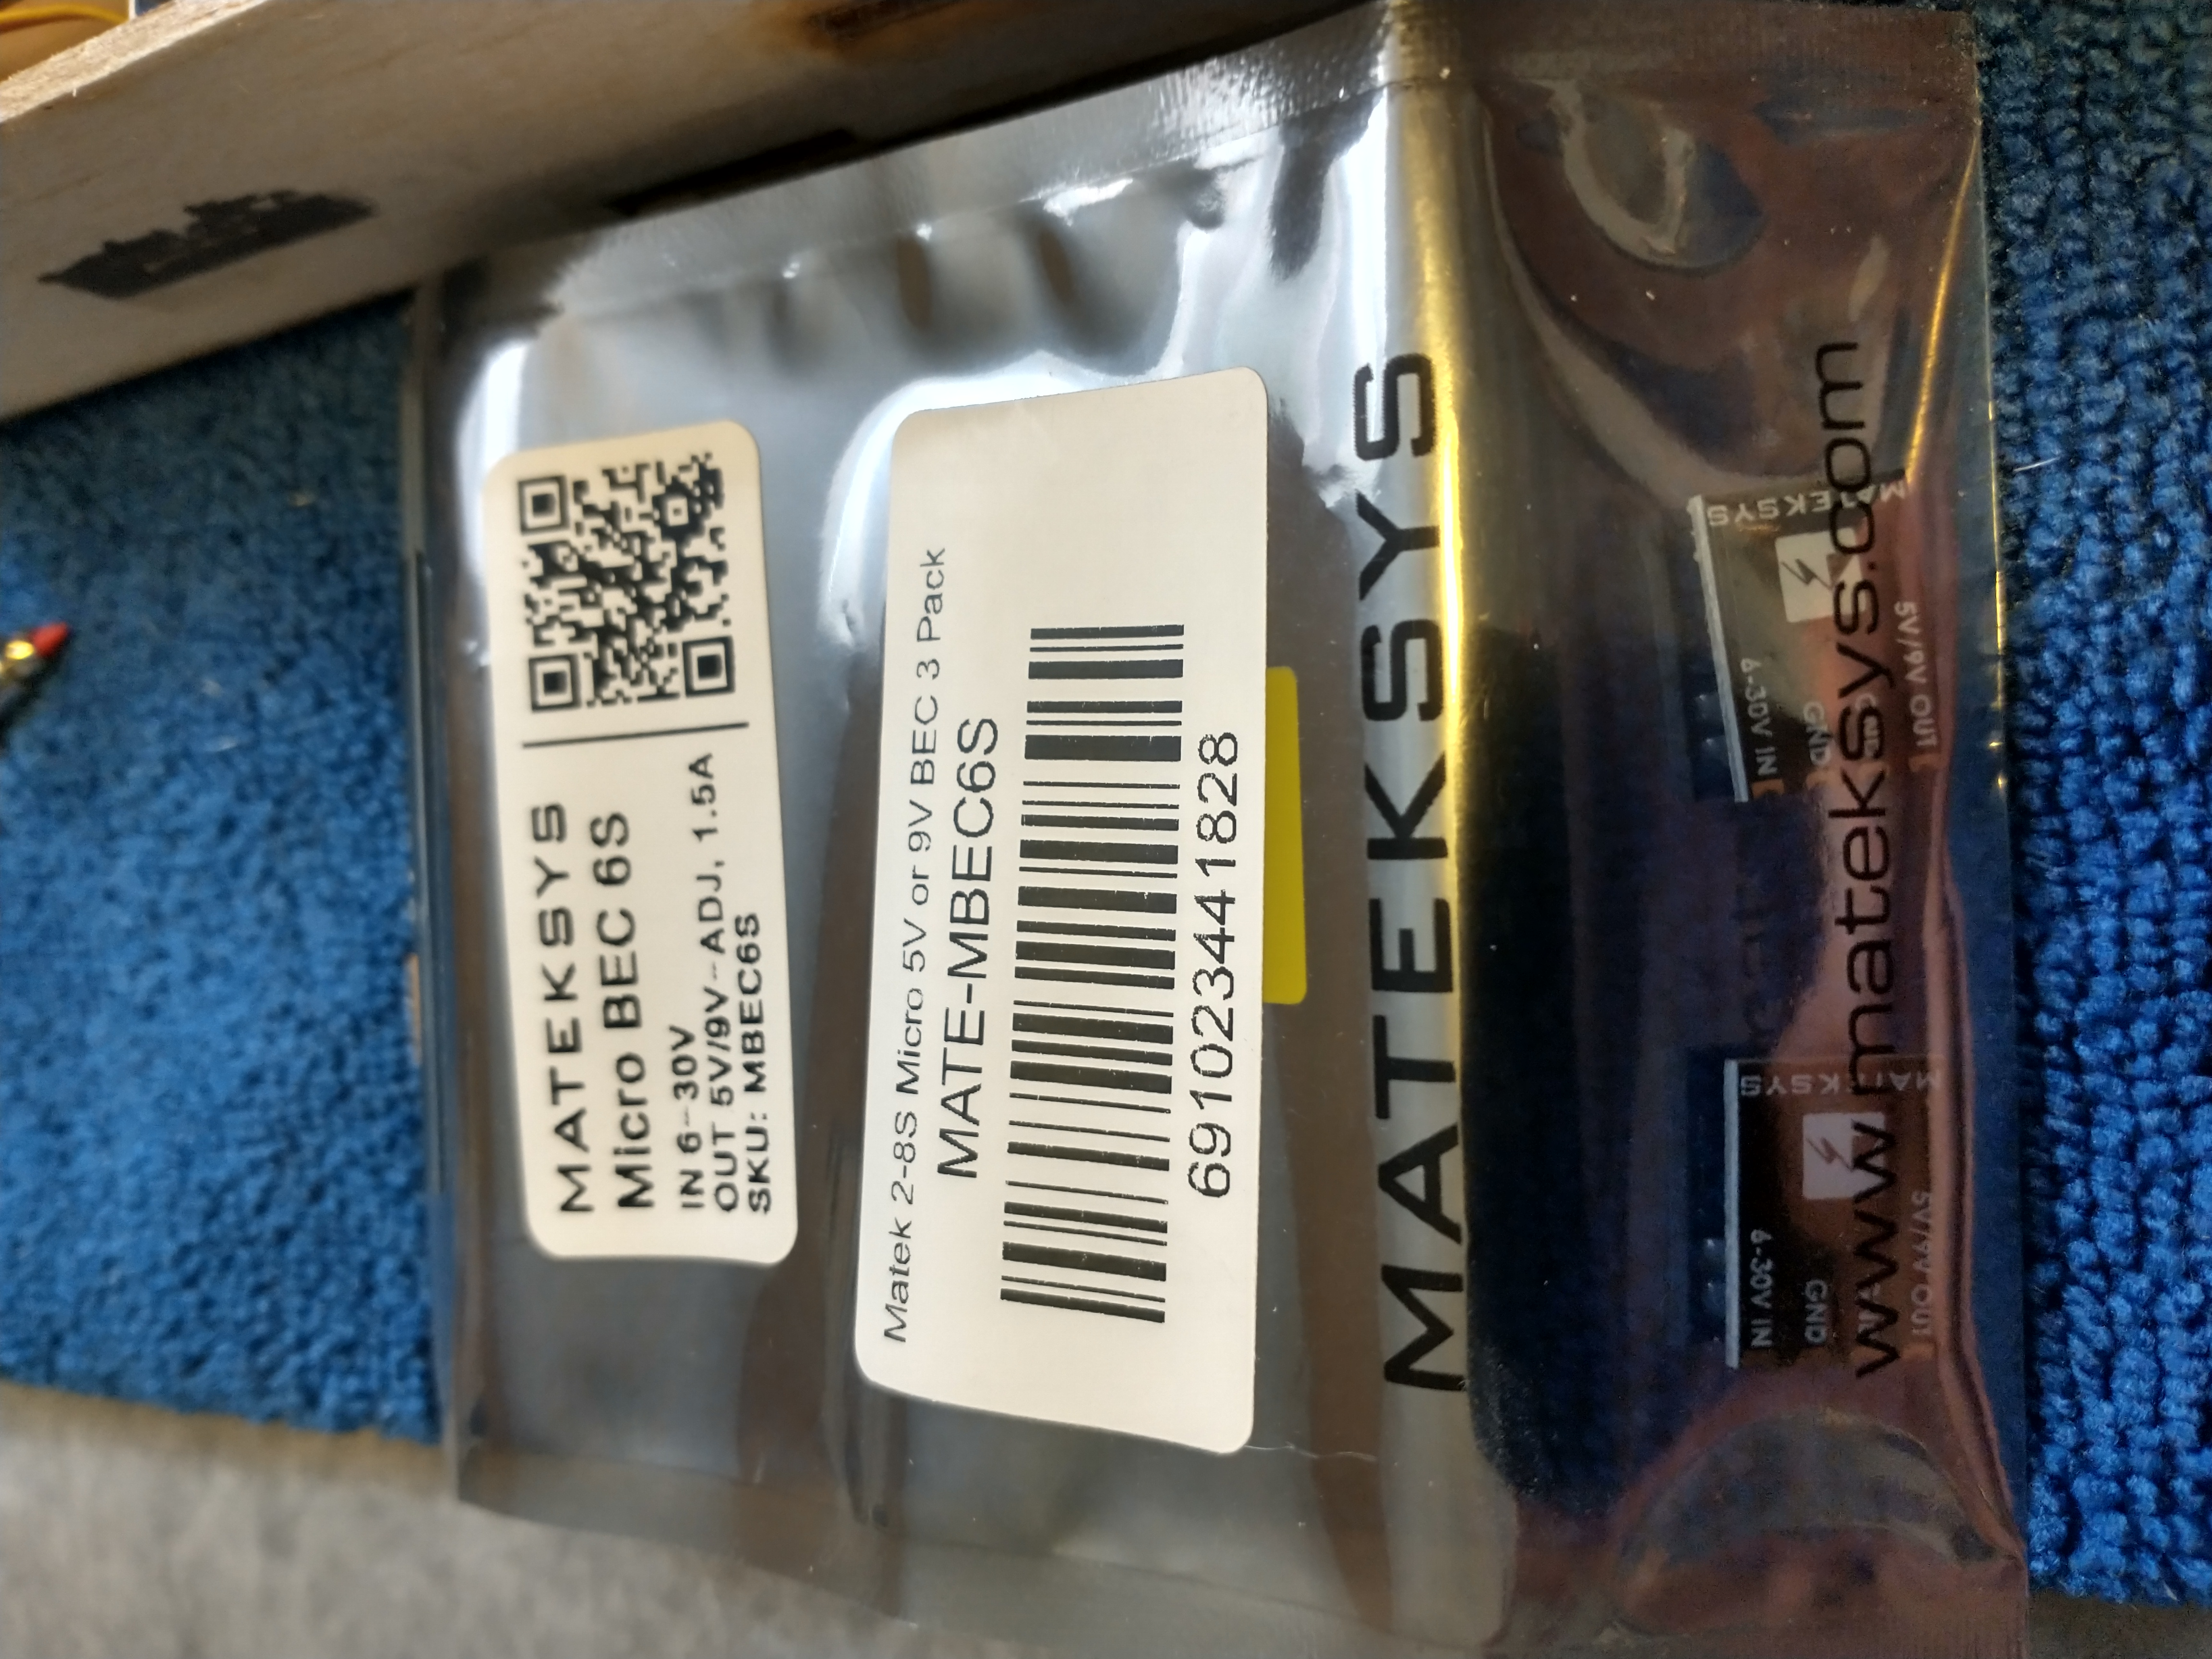 MATEKSYS
Micro BEC 6S
IN 6-30V
OUT 5V/9V-ADJ, 1.5A
SKU: MBEC6S
Matek 2-8S Micro 5V or 9V BEC 3 Pack
MATE-MBEC6S
691023441828
MATEKSYS
www.mateksys.com
MATEKSYS
6-30V IN
GND
5V/9V OUT
MATEKSYS
6-30V IN
GND
5V/9V OUT